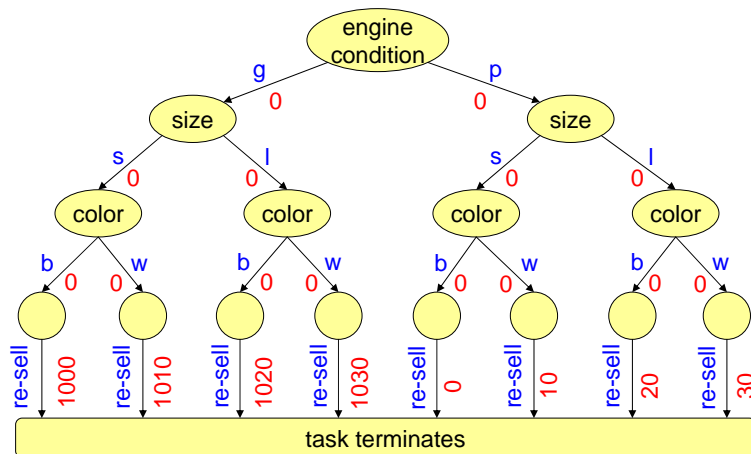 engine
condition
g
p
0
0
size
size
s
l
s
l
0
0
0
0
color
color
color
color
b
w
b
w
b
w
b
w
0
0
0
0
0
0
0
0
re-sell
1000
re-sell
1010
re-sell
1020
re-sell
1030
re-sell
0
re-sell
10
re-sell
20
re-sell
30
task terminates